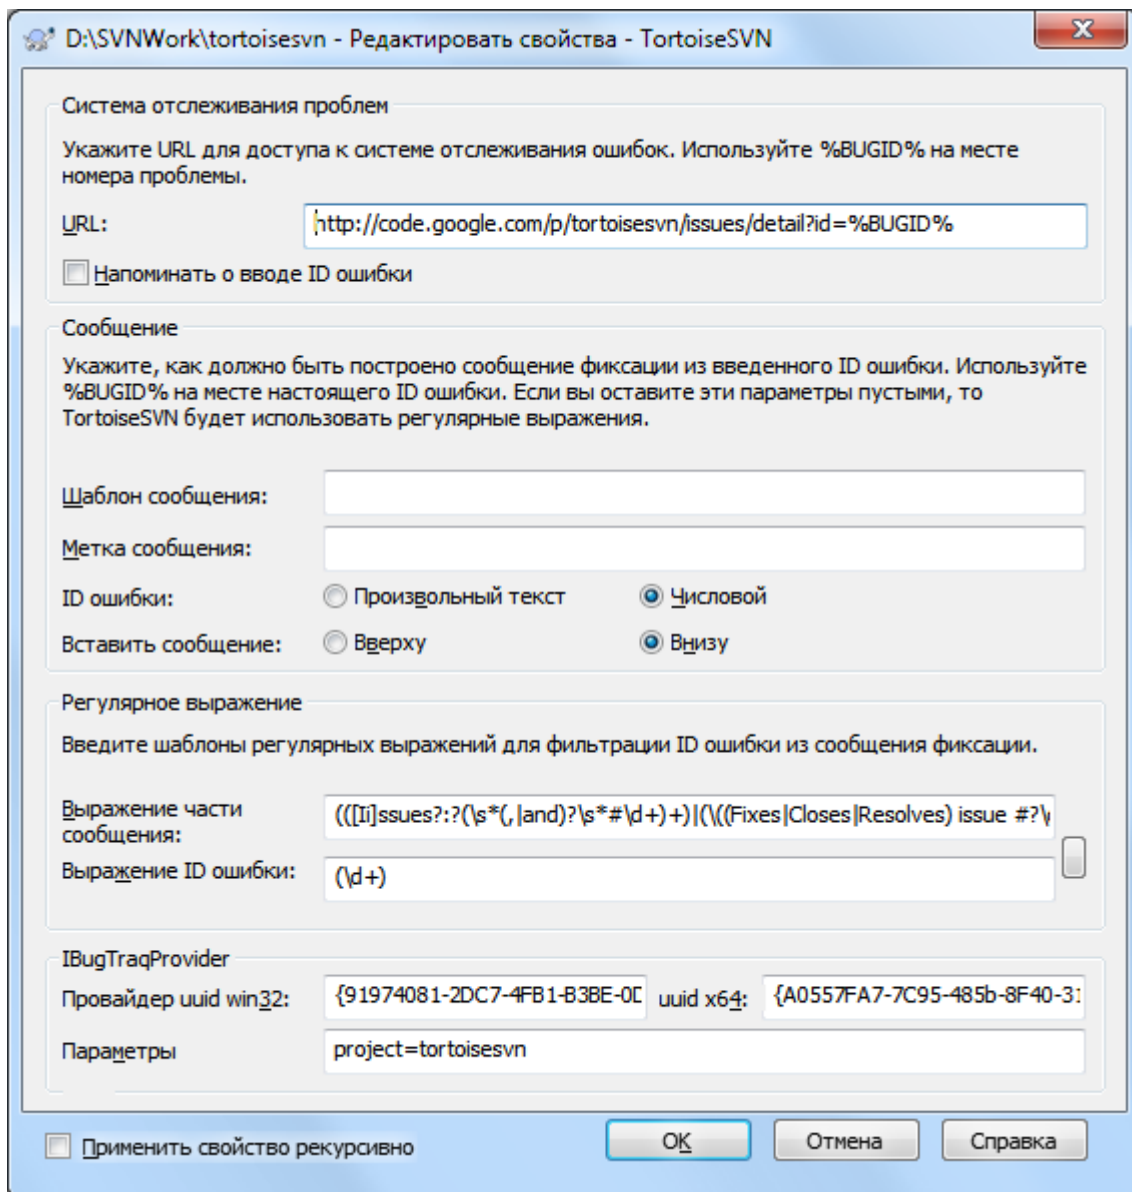 D:\SVNWork\tortoisesvn - Редактировать свойства - TortoiseSVN
Система отслеживания проблем
Укажите URL для доступа к системе отслеживания ошибок. Используйте %BUGID% на месте
номера проблемы.
URL: http://code.google.com/p/tortoisesvn/issues/detail?id=%BUGID%
Напоминать о вводе ID ошибки
Сообщение
Укажите, как должно быть построено сообщение фиксации из введенного ID ошибки. Используйте
%BUGID% на месте настоящего ID ошибки. Если вы оставите эти параметры пустыми, то
TortoiseSVN будет использовать регулярные выражения.
Шаблон сообщения:
Метка сообщения:
ID ошибки: Произвольный текст Числовой
Вставить сообщение: Вверху Внизу
Регулярное выражение
Введите шаблоны регулярных выражений для фильтрации ID ошибки из сообщения фиксации.
Выражение части
сообщения: (([Ii]ssues?:?(\s*(,|and)?\s*#\d+)+)|(\((Fixes|Closes|Resolves) issue #?\
Выражение ID ошибки: (\d+)
IBugTraqProvider
Провайдер uuid win32: {91974081-2DC7-4FB1-B3BE-0D uuid x64: {A0557FA7-7C95-485b-8F40-31
Параметры project=tortoisesvn
Применить свойство рекурсивно OK Отмена Справка